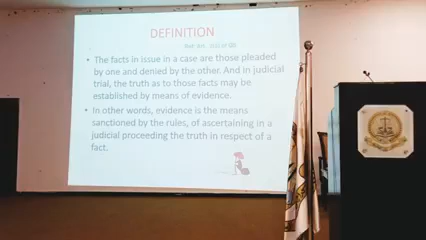 DEFINITION
The facts in issue in a case are those pleaded
by one and denied by the other. And in judicial
trial, the truth as to those facts may be
established by means of evidence.
In other words, evidence is the means
sanctioned by the rules, of ascertaining in a
judicial proceeding the truth in respect of a
fact.